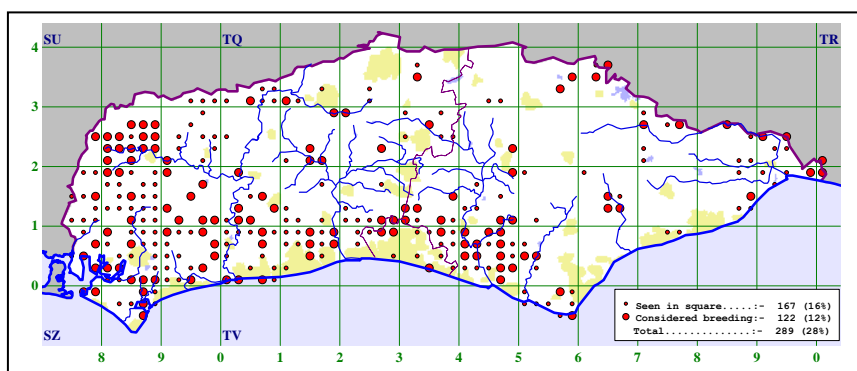 SU TQ TR
4
3
2
1
0
Seen in square.....:- 167 (16%)
Considered breeding:- 122 (12%)
Total..............:- 289 (28%)
SZ TV
8 9 0 1 2 3 4 5 6 7 8 9 0